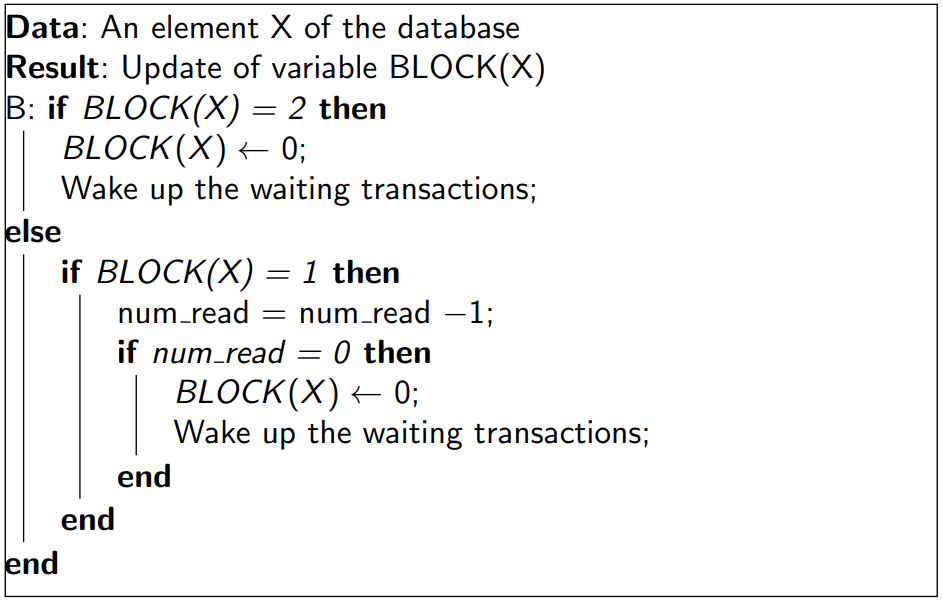 Data: An element X of the database
Result: Update of variable BLOCK(X)
B: if BLOCK(X) = 2 then
BLOCK(X) ← 0;
Wake up the waiting transactions;
else
if BLOCK(X) = 1 then
num_read = num_read −1;
if num_read = 0 then
BLOCK(X) ← 0;
Wake up the waiting transactions;
end
end
end